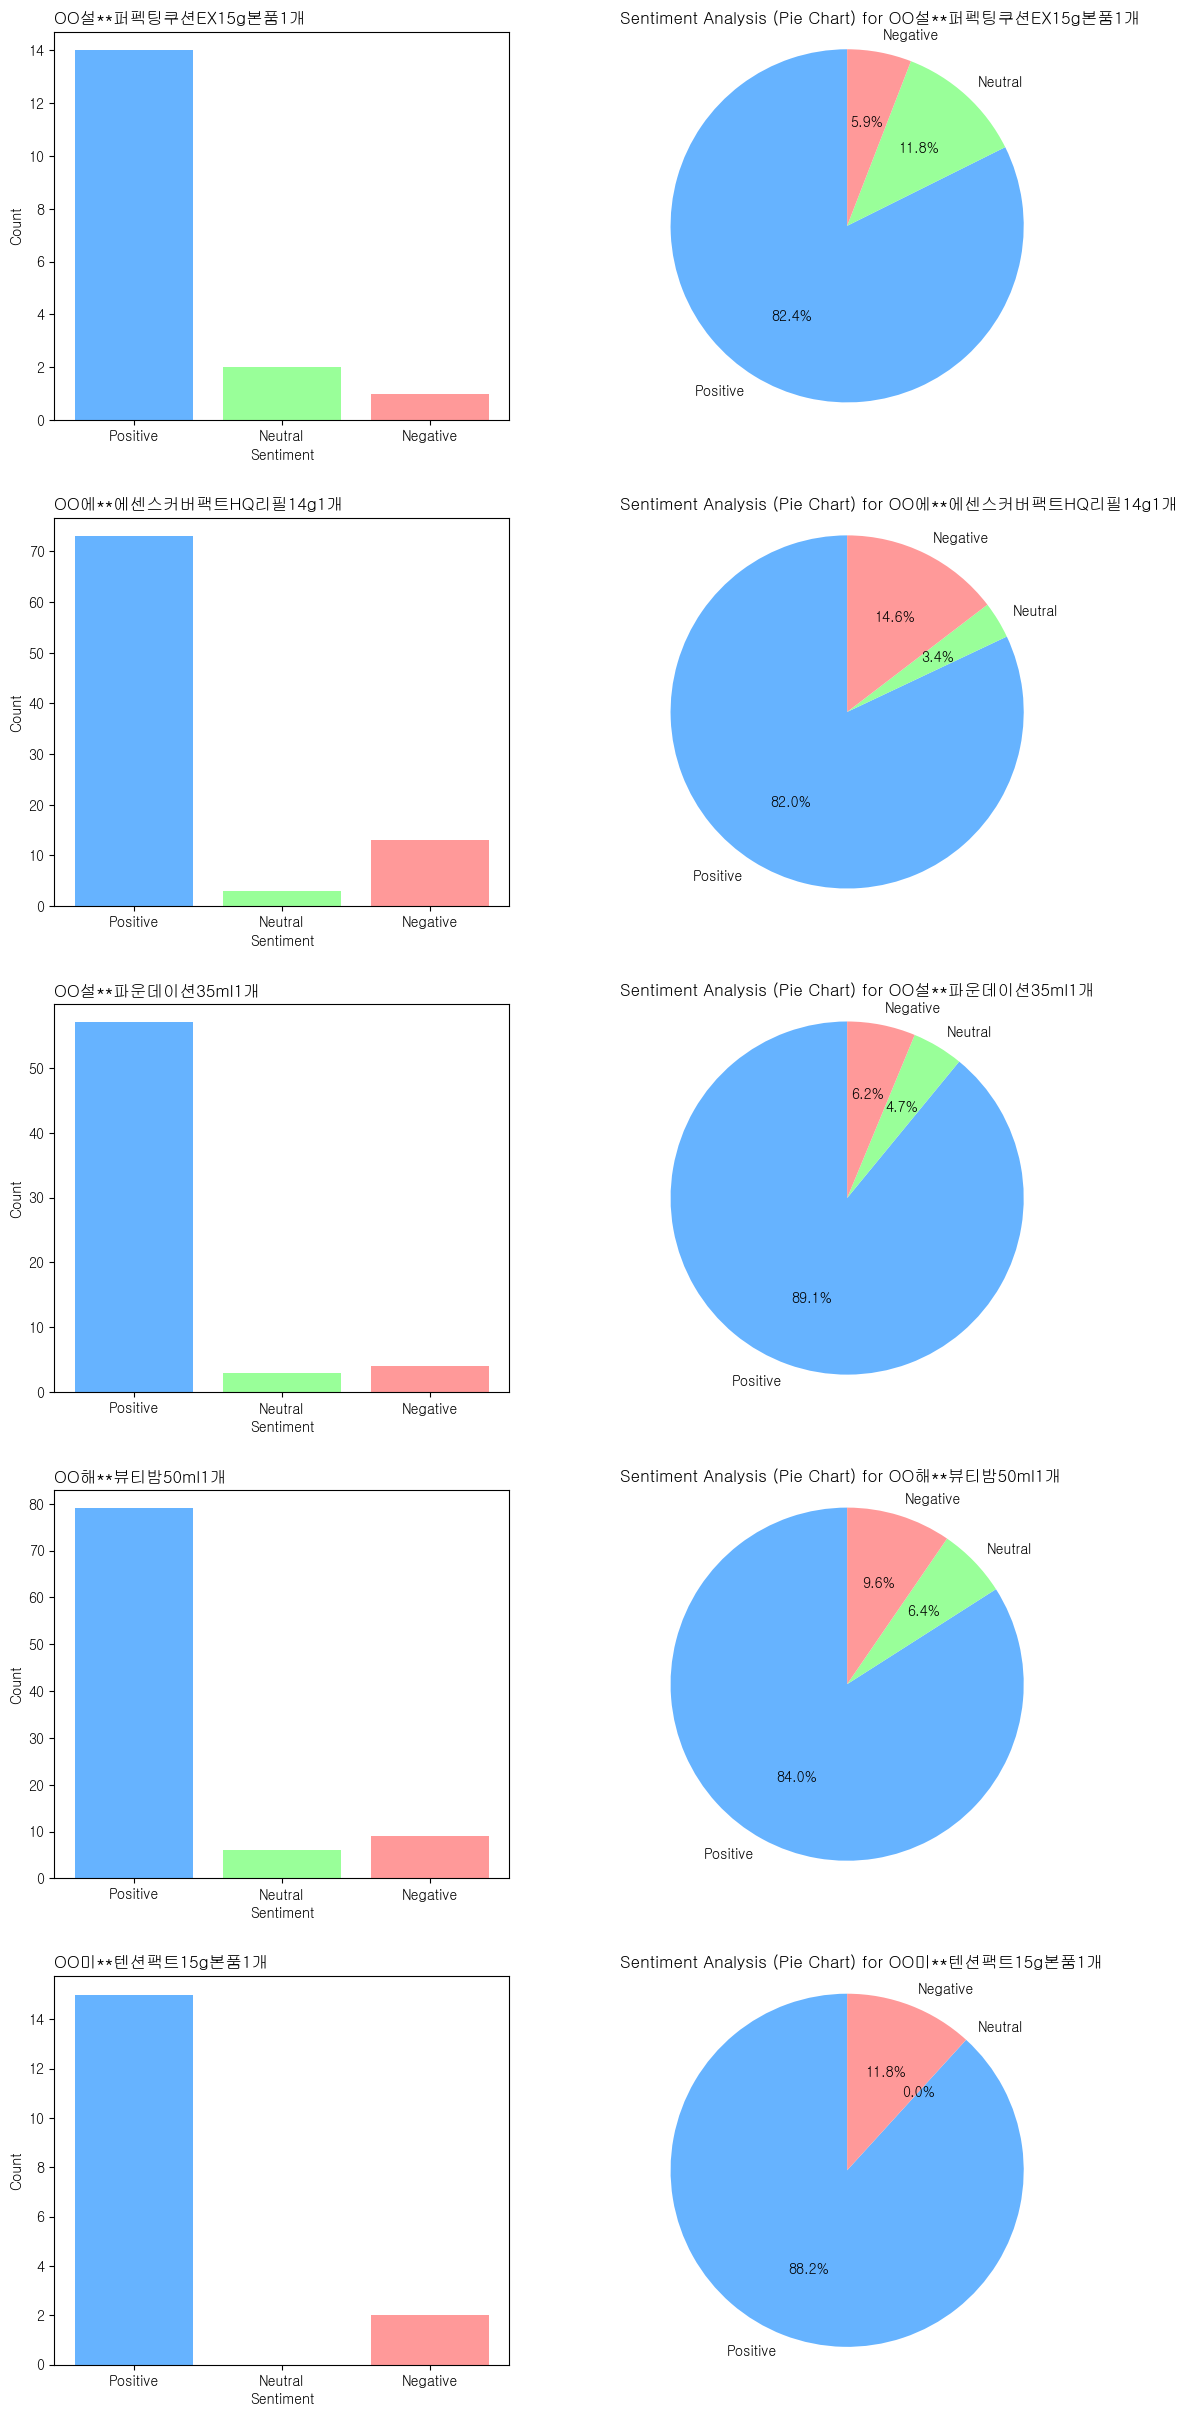 OO설**퍼펙팅쿠션EX15g본품1개
14
12
10
8
6
4
2
0
Count
Positive
Neutral
Negative
Sentiment
Sentiment Analysis (Pie Chart) for OO설**퍼펙팅쿠션EX15g본품1개
Negative
Neutral
5.9%
11.8%
82.4%
Positive
OO에**에센스커버팩트HQ리필14g1개
70
60
50
40
30
20
10
0
Count
Positive
Neutral
Negative
Sentiment
Sentiment Analysis (Pie Chart) for OO에**에센스커버팩트HQ리필14g1개
Negative
Neutral
14.6%
3.4%
82.0%
Positive
OO설**파운데이션35ml1개
50
40
30
20
10
0
Count
Positive
Neutral
Negative
Sentiment
Sentiment Analysis (Pie Chart) for OO설**파운데이션35ml1개
Negative
Neutral
6.2%
4.7%
89.1%
Positive
OO해**뷰티밤50ml1개
80
70
60
50
40
30
20
10
0
Count
Positive
Neutral
Negative
Sentiment
Sentiment Analysis (Pie Chart) for OO해**뷰티밤50ml1개
Negative
Neutral
9.6%
6.4%
84.0%
Positive
OO미**텐션팩트15g본품1개
14
12
10
8
6
4
2
0
Count
Positive
Neutral
Negative
Sentiment
Sentiment Analysis (Pie Chart) for OO미**텐션팩트15g본품1개
Negative
Neutral
11.8%
0.0%
88.2%
Positive